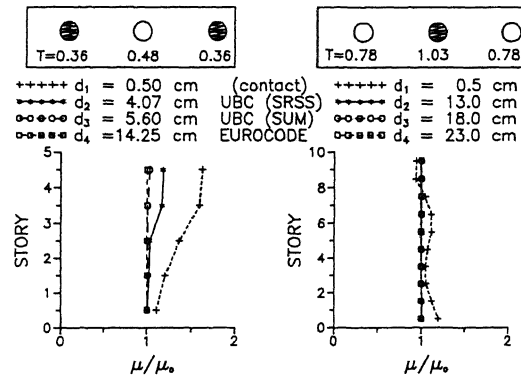 T=0.36 0.48 0.36
T=0.78 1.03 0.78
d₁ = 0.50 cm (contact) d₁ = 0.5 cm
d₂ = 4.07 cm UBC (SRSS) d₂ = 13.0 cm
d₃ = 5.60 cm UBC (SUM) d₃ = 18.0 cm
d₄ = 14.25 cm EUROCODE d₄ = 23.0 cm
STORY
5
4
3
2
1
0
0 1 2
μ/μ₀
STORY
10
8
6
4
2
0
0 1 2
μ/μ₀